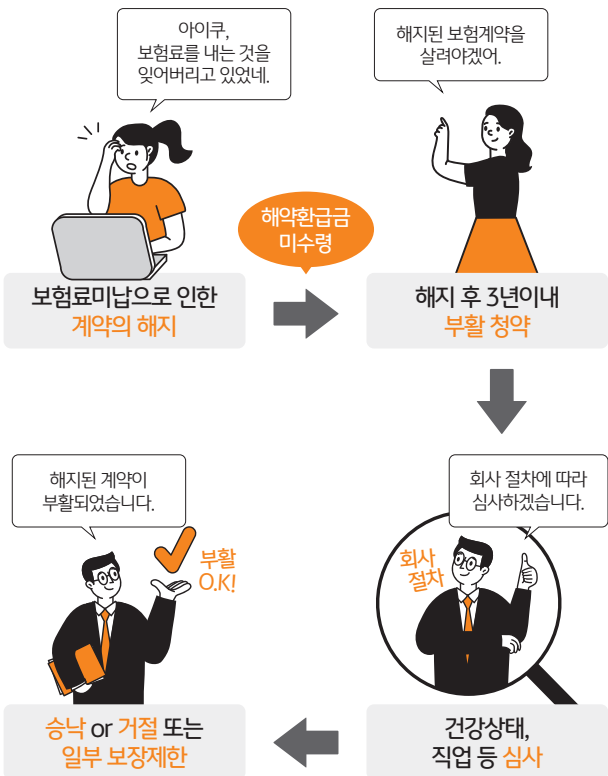 아이쿠,
보험료를 내는 것을
잊어버리고 있었네.
해지된 보험계약을
살려야겠어.
해약환급금
미수령
보험료미납으로 인한
계약의 해지
해지 후 3년이내
부활 청약
회사 절차에 따라
심사하겠습니다.
회사
절차
건강상태,
직업 등 심사
해지된 계약이
부활되었습니다.
부활
O.K!
승낙 or 거절 또는
일부 보장제한